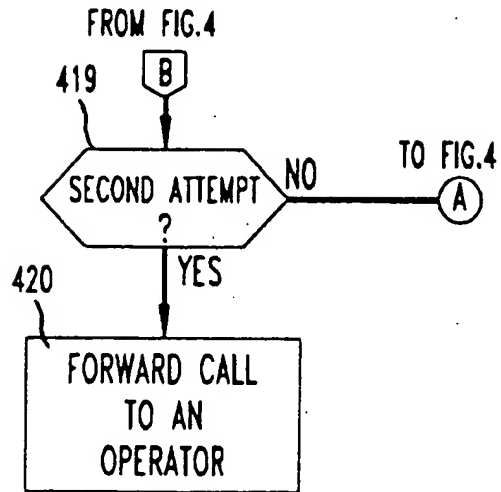 FROM FIG.4
B
419
SECOND ATTEMPT
?
NO
TO FIG.4
A
YES
420
FORWARD CALL
TO AN
OPERATOR